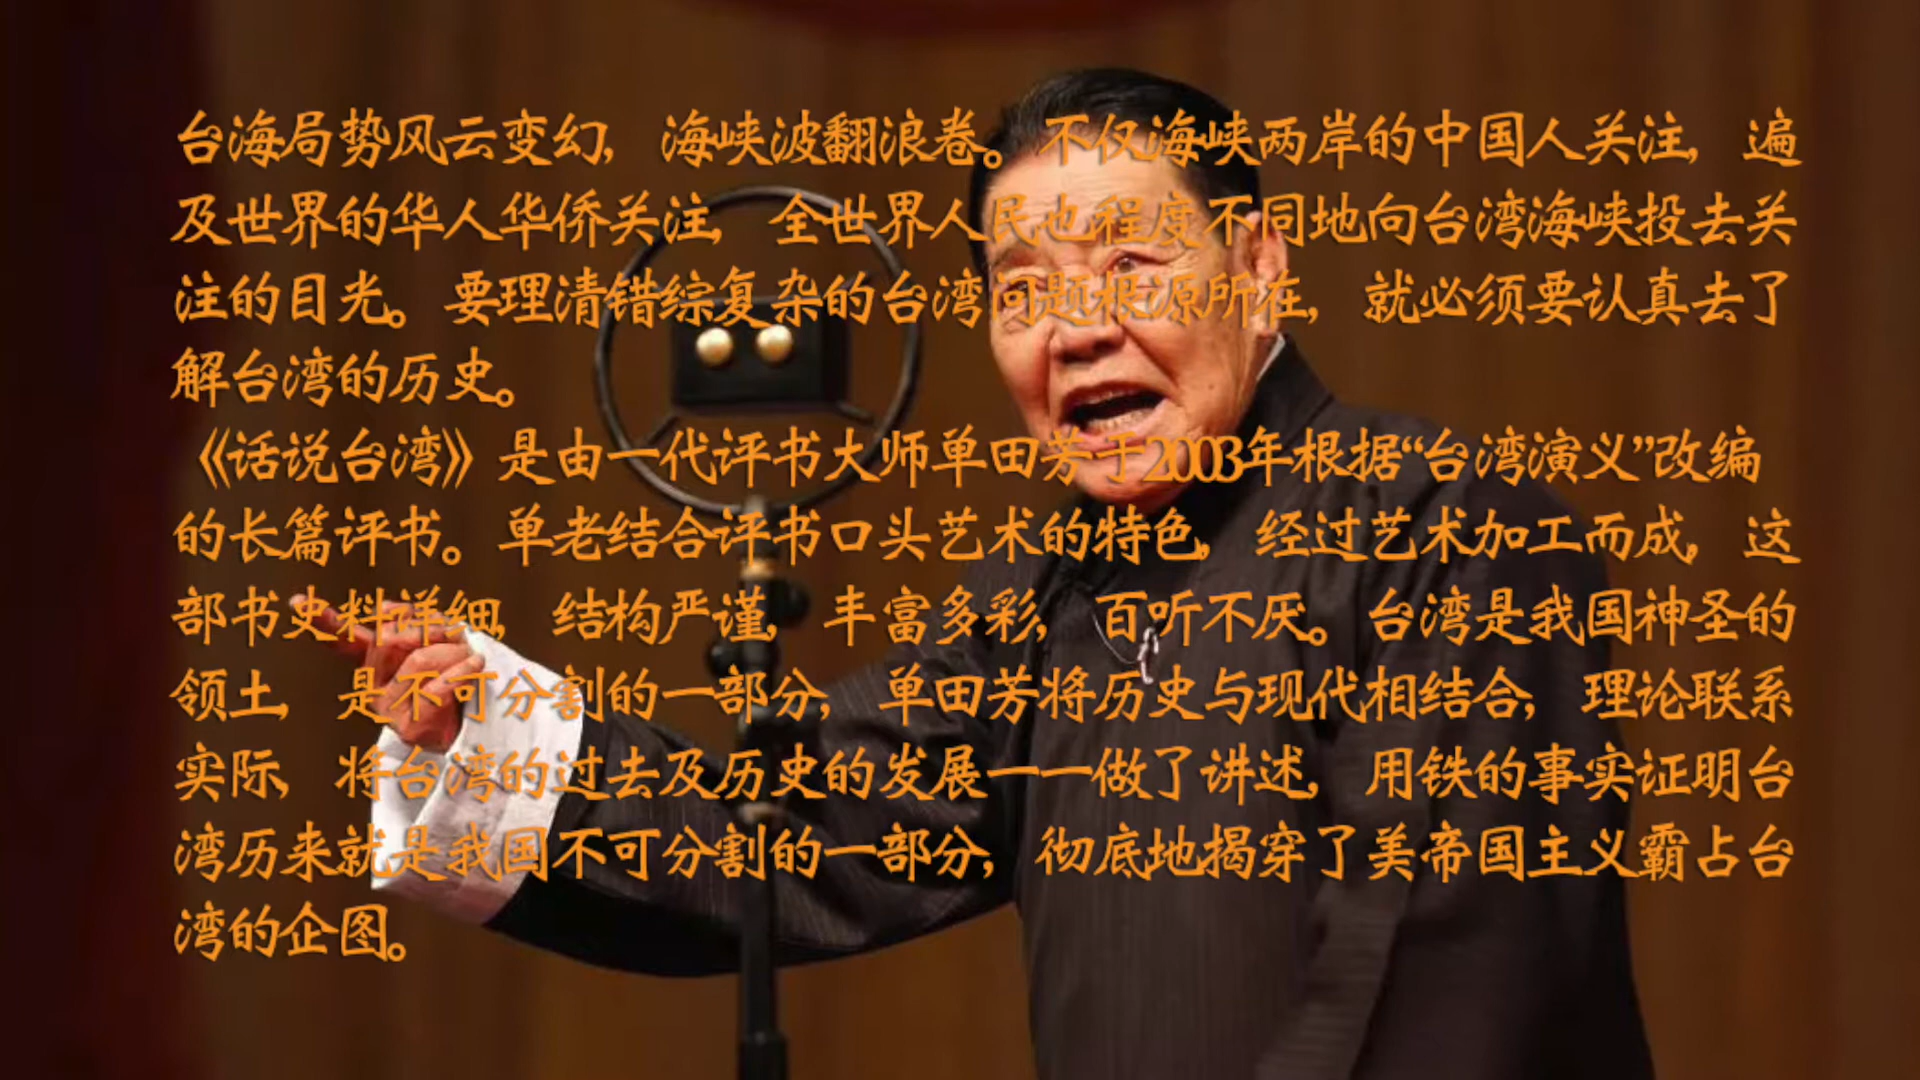 台海局势风云变幻，海峡波翻浪卷。不仅海峡两岸的中国人关注，遍
及世界的华人华侨关注，全世界人民也程度不同地向台湾海峡投去关
注的目光。要理清错综复杂的台湾问题根源所在，就必须要认真去了
解台湾的历史。
《话说台湾》是由一代评书大师单田芳于2003年根据“台湾演义”改编
的长篇评书。单老结合评书口头艺术的特色，经过艺术加工而成，这
部书史料详细，结构严谨，丰富多彩，百听不厌。台湾是我国神圣的
领土，是不可分割的一部分，单田芳将历史与现代相结合，理论联系
实际，将台湾的过去及历史的发展一一做了讲述，用铁的事实证明台
湾历来就是我国不可分割的一部分，彻底地揭穿了美帝国主义霸占台
湾的企图。